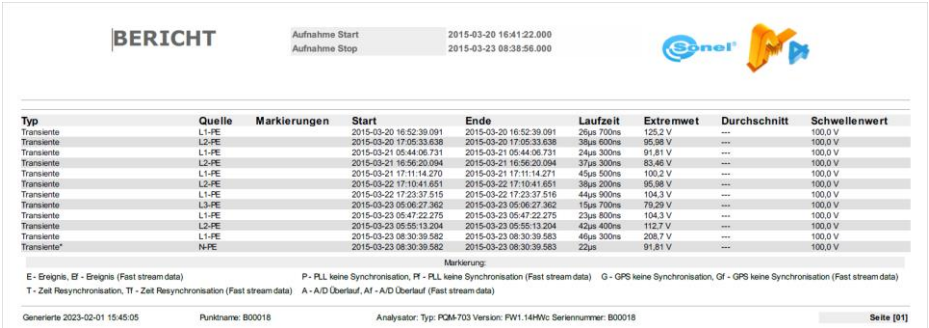 BERICHT
Aufnahme Start 2015-03-20 16:41:22.000
Aufnahme Stop 2015-03-23 08:38:56.000
Sonel®
Typ Quelle Markierungen Start Ende Laufzeit Extremwet Durchschnitt Schwellenwert
Transiente L1-PE 2015-03-20 16:52:39.091 2015-03-20 16:52:39.091 26µs 700ns 125,2 V --- 100,0 V
Transiente L2-PE 2015-03-20 17:05:33.638 2015-03-20 17:05:33.638 38µs 600ns 95,98 V --- 100,0 V
Transiente L1-PE 2015-03-21 05:44:06.731 2015-03-21 05:44:06.731 24µs 300ns 91,81 V --- 100,0 V
Transiente L2-PE 2015-03-21 16:56:20.094 2015-03-21 16:56:20.094 37µs 300ns 83,46 V --- 100,0 V
Transiente L1-PE 2015-03-21 17:11:14.270 2015-03-21 17:11:14.271 45µs 500ns 100,2 V --- 100,0 V
Transiente L2-PE 2015-03-22 17:10:41.651 2015-03-22 17:10:41.651 38µs 200ns 95,98 V --- 100,0 V
Transiente L1-PE 2015-03-22 17:23:37.515 2015-03-22 17:23:37.516 44µs 900ns 104,3 V --- 100,0 V
Transiente L3-PE 2015-03-23 05:06:27.362 2015-03-23 05:06:27.362 15µs 700ns 79,29 V --- 100,0 V
Transiente L1-PE 2015-03-23 05:47:22.275 2015-03-23 05:47:22.275 23µs 800ns 104,3 V --- 100,0 V
Transiente L2-PE 2015-03-23 05:55:13.204 2015-03-23 05:55:13.204 42µs 400ns 112,7 V --- 100,0 V
Transiente L1-PE 2015-03-23 08:30:39.582 2015-03-23 08:30:39.583 46µs 300ns 208,7 V --- 100,0 V
Transiente* N-PE 2015-03-23 08:30:39.582 2015-03-23 08:30:39.583 22µs 91,81 V --- 100,0 V
Markierung:
E - Ereignis, Ef - Ereignis (Fast stream data) P - PLL keine Synchronisation, Pf - PLL keine Synchronisation (Fast stream data) G - GPS keine Synchronisation, Gf - GPS keine Synchronisation (Fast stream data)
T - Zeit Resynchronisation, Tf - Zeit Resynchronisation (Fast stream data) A - A/D Überlauf, Af - A/D Überlauf (Fast stream data)
Generierte 2023-02-01 15:45:05 Punktname: B00018 Analysator: Typ: PQM-703 Version: FW1.14HWc Seriennummer: B00018 Seite [01]